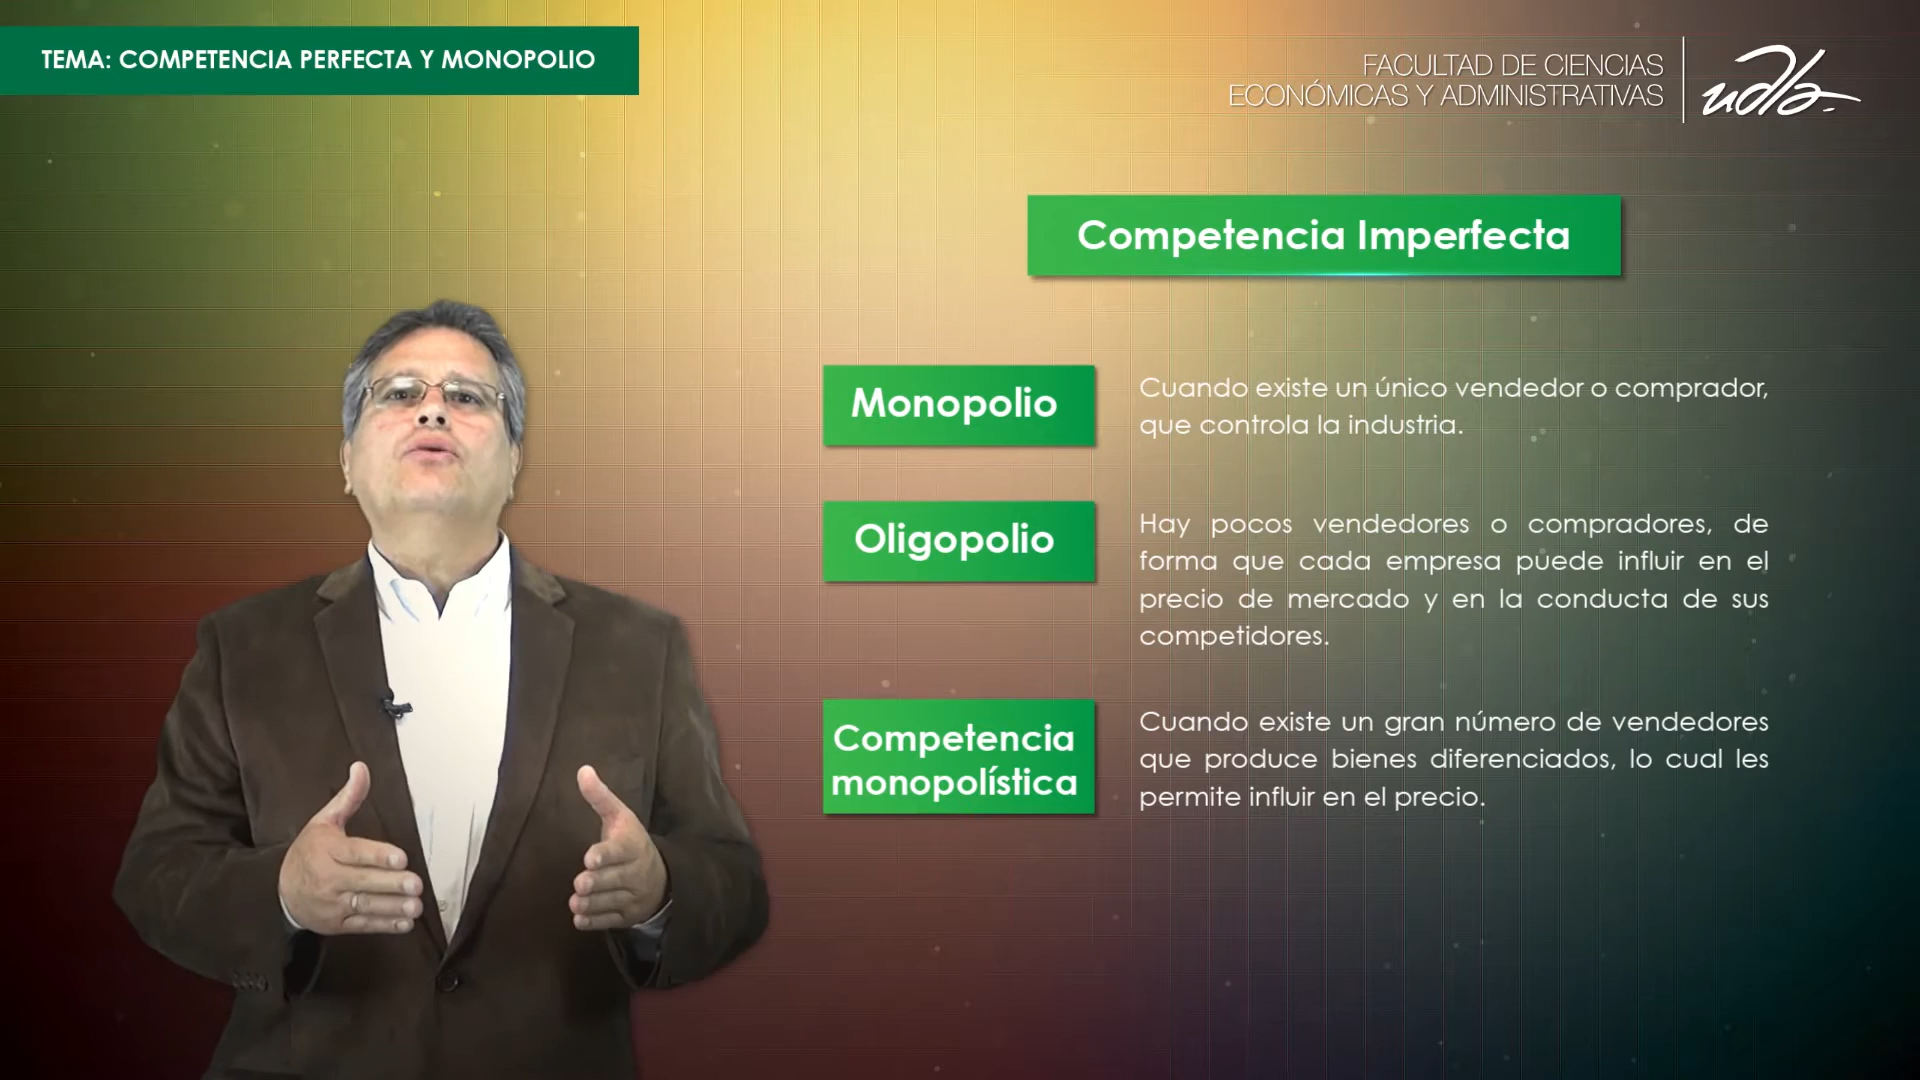 TEMA: COMPETENCIA PERFECTA Y MONOPOLIO
FACULTAD DE CIENCIAS
ECONÓMICAS Y ADMINISTRATIVAS
udla
Competencia Imperfecta
Monopolio
Cuando existe un único vendedor o comprador,
que controla la industria.
Oligopolio
Hay pocos vendedores o compradores, de
forma que cada empresa puede influir en el
precio de mercado y en la conducta de sus
competidores.
Competencia
monopolística
Cuando existe un gran número de vendedores
que produce bienes diferenciados, lo cual les
permite influir en el precio.